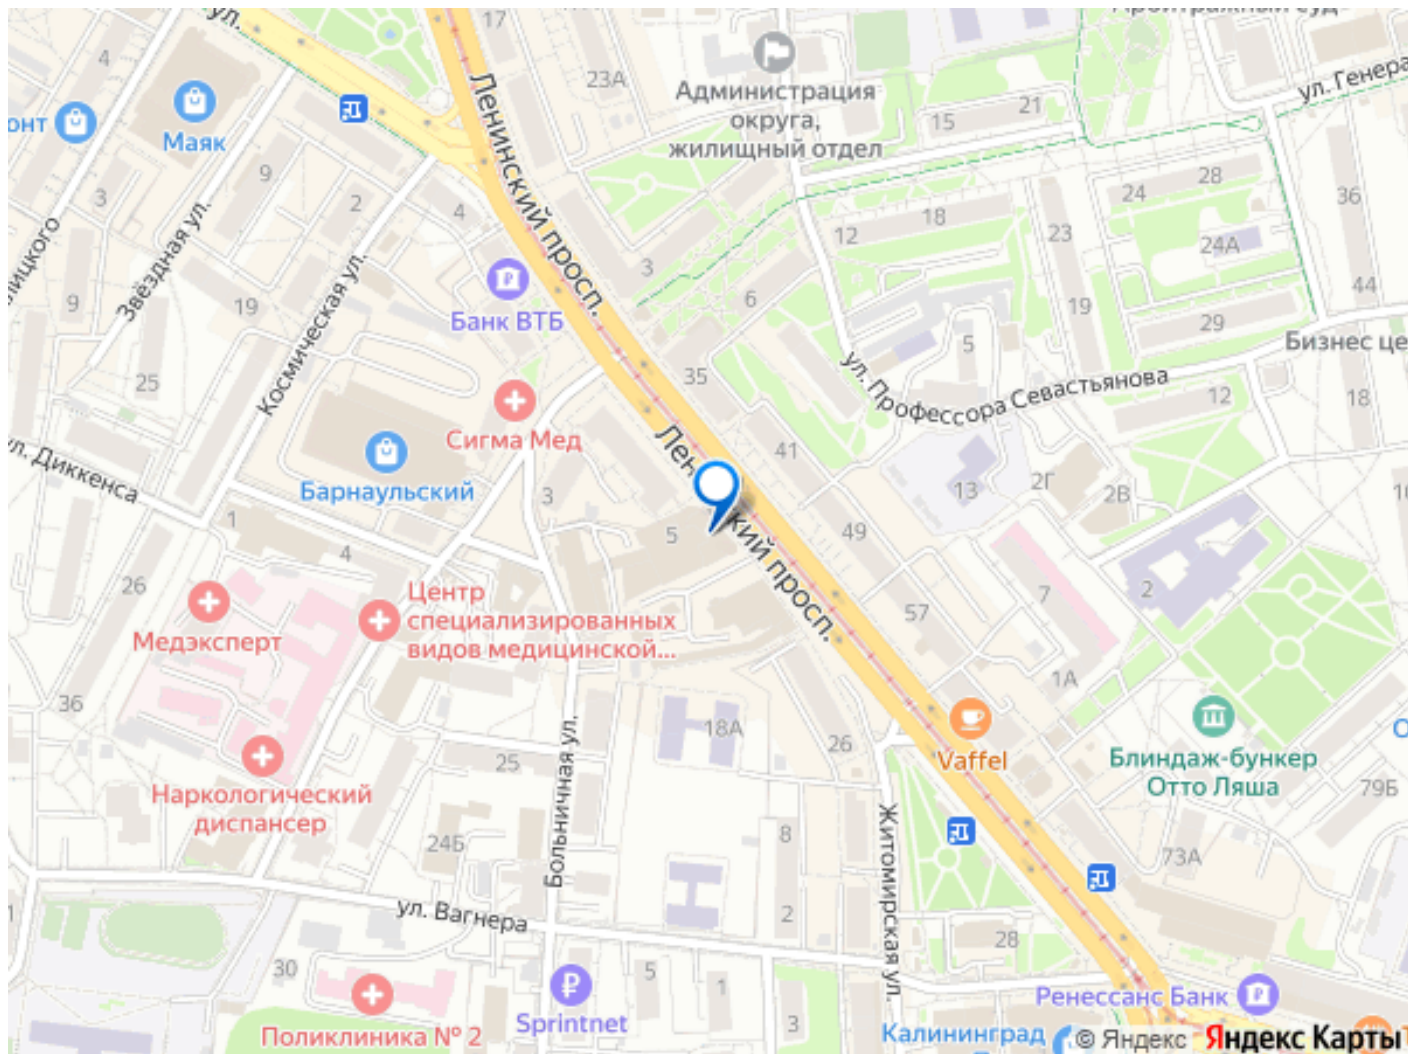 ул.
17
4
23А
Администрация
округа,
жилищный отдел
21
15
ул. Генера
Маяк
онт
9
3
2
4
Ленинский просп.
3
6
12
18
23
24
28
24А
36
44
19
29
Звёздная ул.
9
19
25
Космическая ул.
Банк ВТБ
35
5
Бизнес це
ул. Профессора Севастьянова
12
18
Сигма Мед
41
Барнаульский
ул. Диккенса
3
13
2Г
2В
1
4
5
49
Ленинский просп.
26
2
7
57
Центр
специализированных
видов медицинской...
Медэксперт
36
1А
18А
26
Vaffel
Блиндаж-бункер
Отто Ляша
79Б
25
Больничная ул.
Наркологический
диспансер
24Б
8
Житомирская ул.
73А
ул. Вагнера
2
28
30
5
1
3
Поликлиника № 2
Sprintnet
Ренессанс Банк
Калининград
© Яндекс Яндекс Карты